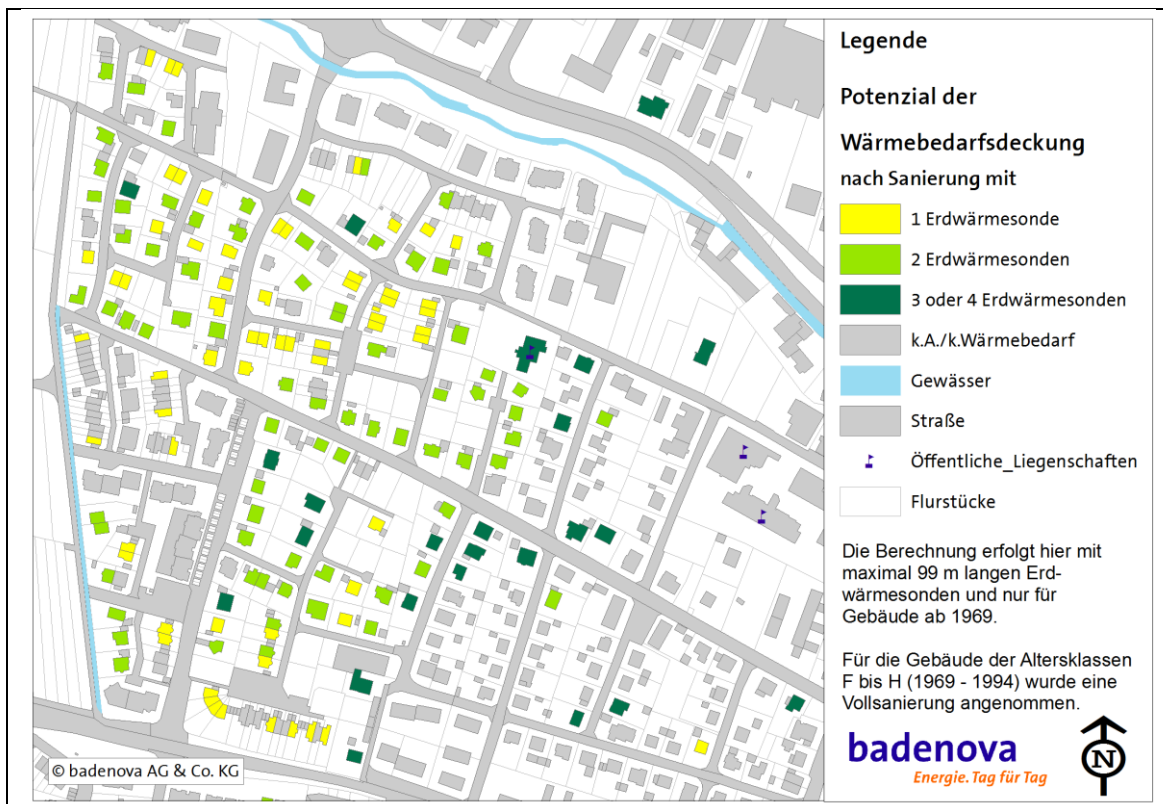 Legende
Potenzial der
Wärmebedarfsdeckung
nach Sanierung mit
1 Erdwärmesonde
2 Erdwärmesonden
3 oder 4 Erdwärmesonden
k.A./k.Wärmebedarf
Gewässer
Straße
Öffentliche_Liegenschaften
Flurstücke
Die Berechnung erfolgt hier mit
maximal 99 m langen Erd-
wärmesonden und nur für
Gebäude ab 1969.
Für die Gebäude der Altersklassen
F bis H (1969 - 1994) wurde eine
Vollsanierung angenommen.
badenova
Energie. Tag für Tag
N
© badenova AG & Co. KG